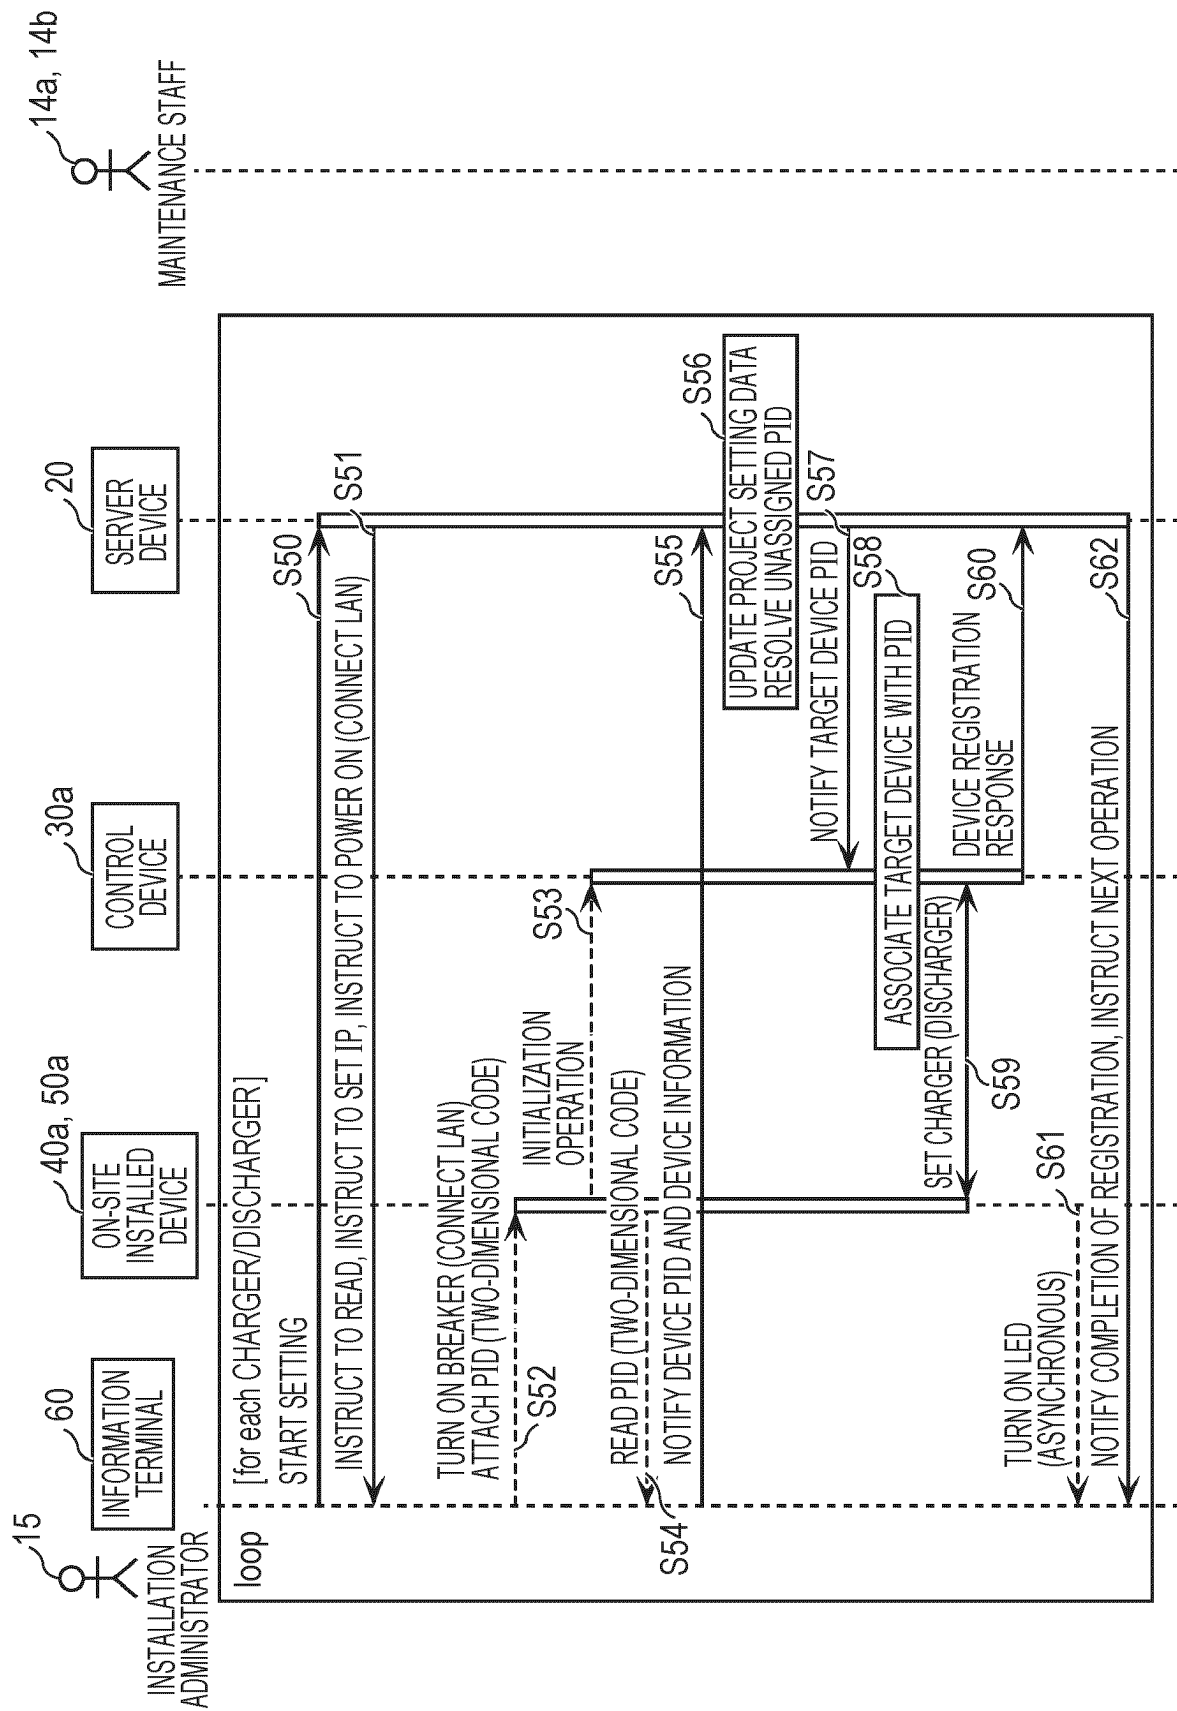 15
INSTALLATION
ADMINISTRATOR
60
INFORMATION
TERMINAL
40a, 50a
ON-SITE
INSTALLED
DEVICE
30a
CONTROL
DEVICE
20
SERVER
DEVICE
14a, 14b
MAINTENANCE STAFF
loop
[for each CHARGER/DISCHARGER]
START SETTING
S50
INSTRUCT TO READ, INSTRUCT TO SET IP, INSTRUCT TO POWER ON (CONNECT LAN)
S51
TURN ON BREAKER (CONNECT LAN)
ATTACH PID (TWO-DIMENSIONAL CODE)
S52
INITIALIZATION
OPERATION
S53
READ PID (TWO-DIMENSIONAL CODE)
S54
NOTIFY DEVICE PID AND DEVICE INFORMATION
S55
S56
UPDATE PROJECT SETTING DATA
RESOLVE UNASSIGNED PID
NOTIFY TARGET DEVICE PID
S57
S58
ASSOCIATE TARGET DEVICE WITH PID
SET CHARGER (DISCHARGER)
S59
DEVICE REGISTRATION
RESPONSE
S60
TURN ON LED
(ASYNCHRONOUS)
S61
NOTIFY COMPLETION OF REGISTRATION, INSTRUCT NEXT OPERATION
S62